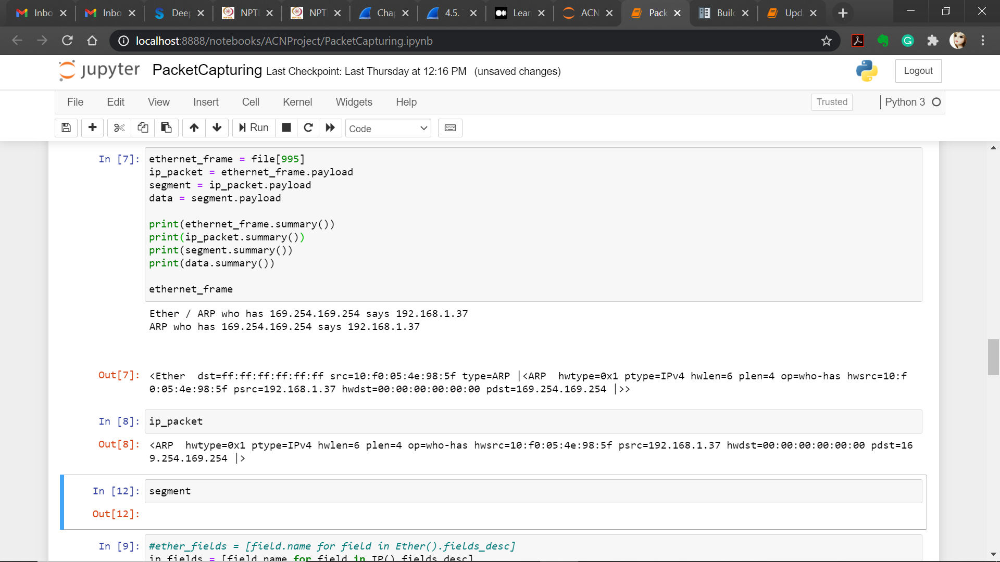 Inbo
Inbo
Deep
NPTI
NPT
Chap
4.5.
Lear
ACN
Pack
Build
Upd
localhost:8888/notebooks/ACNProject/PacketCapturing.ipynb
jupyter PacketCapturing Last Checkpoint: Last Thursday at 12:16 PM (unsaved changes)
Logout
File Edit View Insert Cell Kernel Widgets Help
Trusted
Python 3
Run
Code
In [7]: ethernet_frame = file[995]
ip_packet = ethernet_frame.payload
segment = ip_packet.payload
data = segment.payload
print(ethernet_frame.summary())
print(ip_packet.summary())
print(segment.summary())
print(data.summary())
ethernet_frame
Ether / ARP who has 169.254.169.254 says 192.168.1.37
ARP who has 169.254.169.254 says 192.168.1.37
Out[7]: <Ether  dst=ff:ff:ff:ff:ff:ff src=10:f0:05:4e:98:5f type=ARP |<ARP  hwtype=0x1 ptype=IPv4 hwlen=6 plen=4 op=who-has hwsrc=10:f
0:05:4e:98:5f psrc=192.168.1.37 hwdst=00:00:00:00:00:00 pdst=169.254.169.254 |>>
In [8]: ip_packet
Out[8]: <ARP  hwtype=0x1 ptype=IPv4 hwlen=6 plen=4 op=who-has hwsrc=10:f0:05:4e:98:5f psrc=192.168.1.37 hwdst=00:00:00:00:00:00 pdst=16
9.254.169.254 |>
In [12]: segment
Out[12]:
In [9]: #ether_fields = [field.name for field in Ether().fields_desc]
ip_fields = [field.name for field in IP().fields_desc]